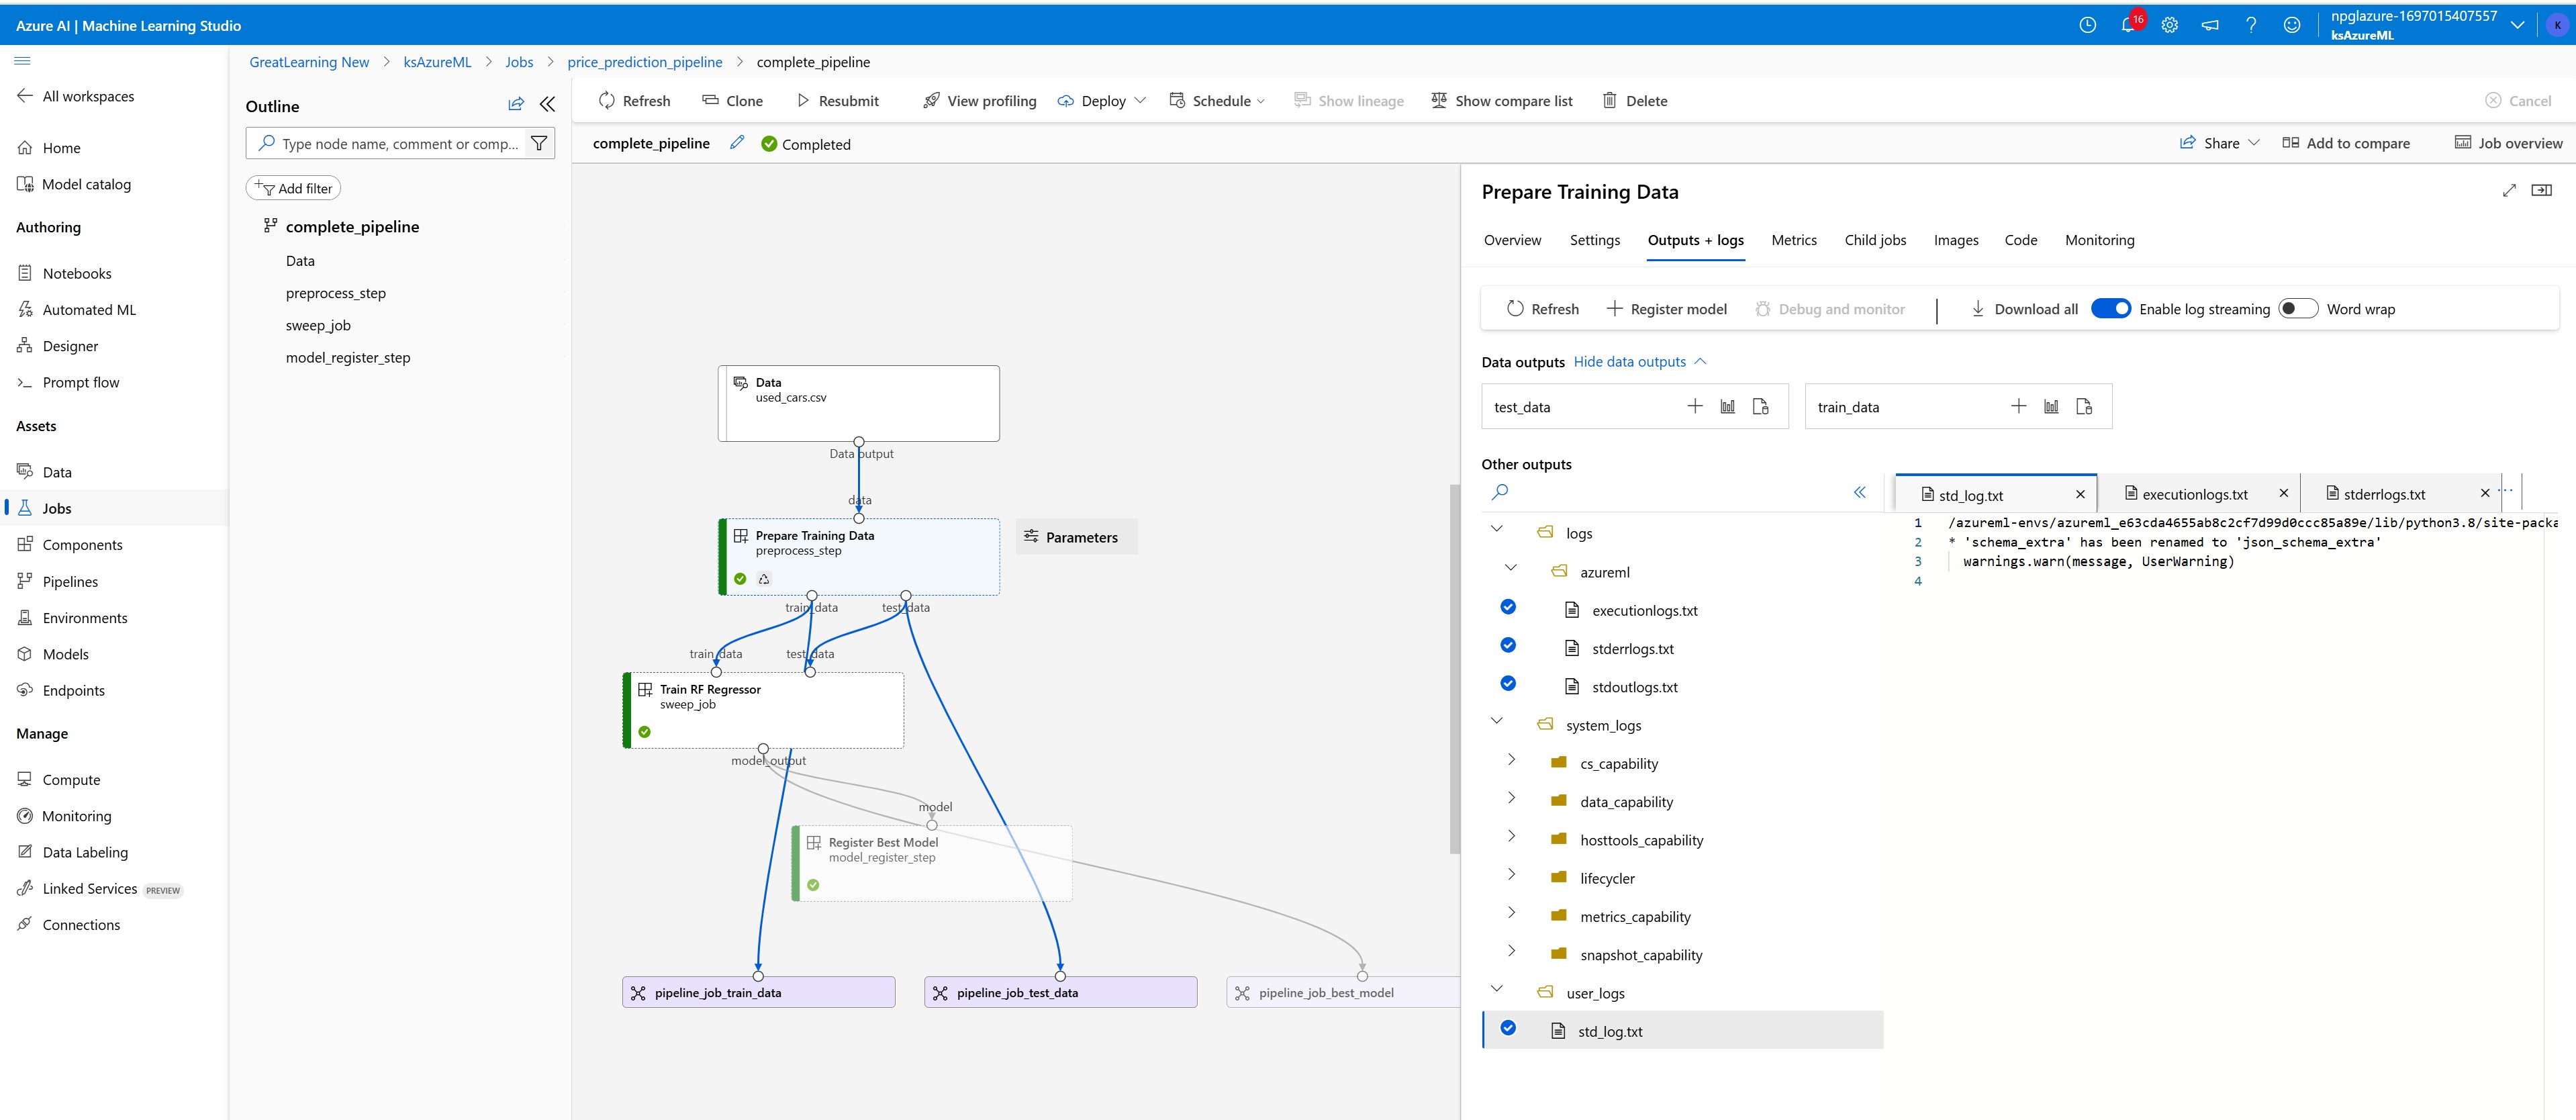 Azure AI | Machine Learning Studio
16
npglazure-1697015407557
ksAzureML
K
GreatLearning New > ksAzureML > Jobs > price_prediction_pipeline > complete_pipeline
All workspaces
Home
Model catalog
Authoring
Notebooks
Automated ML
Designer
Prompt flow
Assets
Data
Jobs
Components
Pipelines
Environments
Models
Endpoints
Manage
Compute
Monitoring
Data Labeling
Linked Services PREVIEW
Connections
Outline
Type node name, comment or comp...
Add filter
complete_pipeline
Data
preprocess_step
sweep_job
model_register_step
Refresh Clone Resubmit View profiling Deploy Schedule Show lineage Show compare list Delete Cancel
complete_pipeline Completed Share Add to compare Job overview
Data
used_cars.csv
Data output
data
Prepare Training Data
preprocess_step
Parameters
train_data test_data
train_data test_data
Train RF Regressor
sweep_job
model_output
model
Register Best Model
model_register_step
pipeline_job_train_data pipeline_job_test_data pipeline_job_best_model
Prepare Training Data
Overview Settings Outputs + logs Metrics Child jobs Images Code Monitoring
Refresh Register model Debug and monitor Download all Enable log streaming Word wrap
Data outputs Hide data outputs
test_data train_data
Other outputs
logs
azureml
executionlogs.txt
stderrlogs.txt
stdoutlogs.txt
system_logs
cs_capability
data_capability
hosttools_capability
lifecycler
metrics_capability
snapshot_capability
user_logs
std_log.txt
std_log.txt executionlogs.txt stderrlogs.txt ...
1 /azureml-envs/azureml_e63cda4655ab8c2cf7d99d0ccc85a89e/lib/python3.8/site-packa
2 * 'schema_extra' has been renamed to 'json_schema_extra'
3 warnings.warn(message, UserWarning)
4